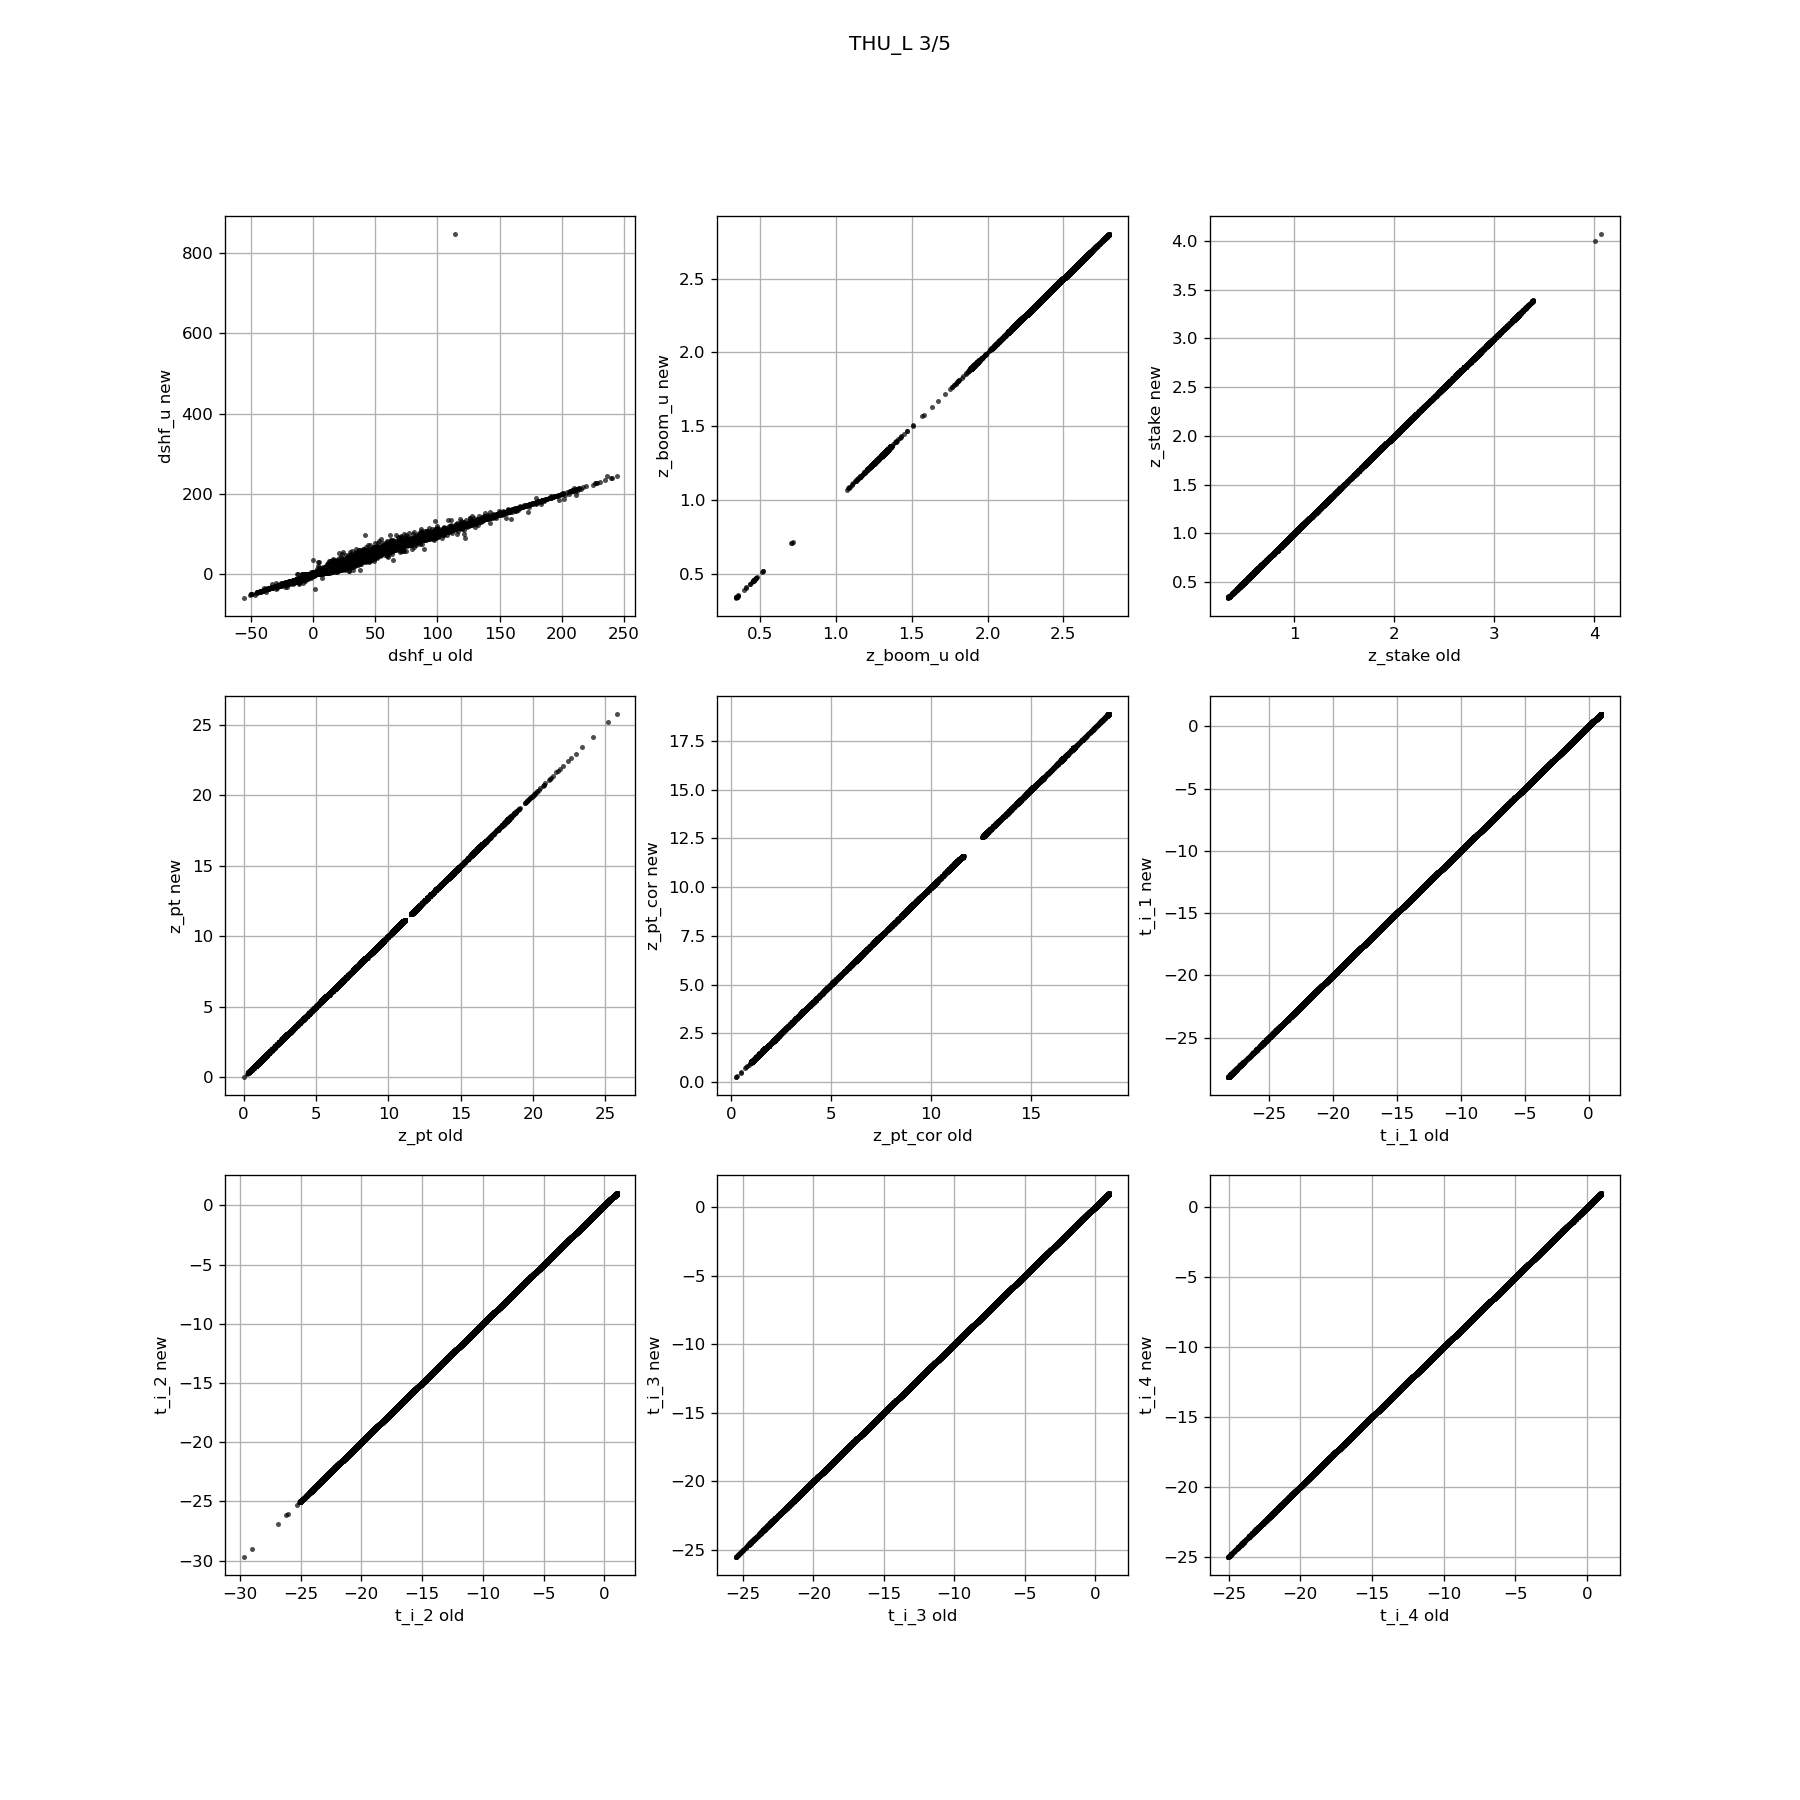 THU_L 3/5
800
600
400
200
0
−50 0 50 100 150 200 250
dshf_u old
dshf_u new
2.5
2.0
1.5
1.0
0.5
0.5 1.0 1.5 2.0 2.5
z_boom_u old
z_boom_u new
4.0
3.5
3.0
2.5
2.0
1.5
1.0
0.5
1 2 3 4
z_stake old
z_stake new
25
20
15
10
5
0
0 5 10 15 20 25
z_pt old
z_pt new
17.5
15.0
12.5
10.0
7.5
5.0
2.5
0.0
0 5 10 15
z_pt_cor old
z_pt_cor new
0
−5
−10
−15
−20
−25
−25 −20 −15 −10 −5 0
t_i_1 old
t_i_1 new
0
−5
−10
−15
−20
−25
−30
−30 −25 −20 −15 −10 −5 0
t_i_2 old
t_i_2 new
0
−5
−10
−15
−20
−25
−25 −20 −15 −10 −5 0
t_i_3 old
t_i_3 new
0
−5
−10
−15
−20
−25
−25 −20 −15 −10 −5 0
t_i_4 old
t_i_4 new